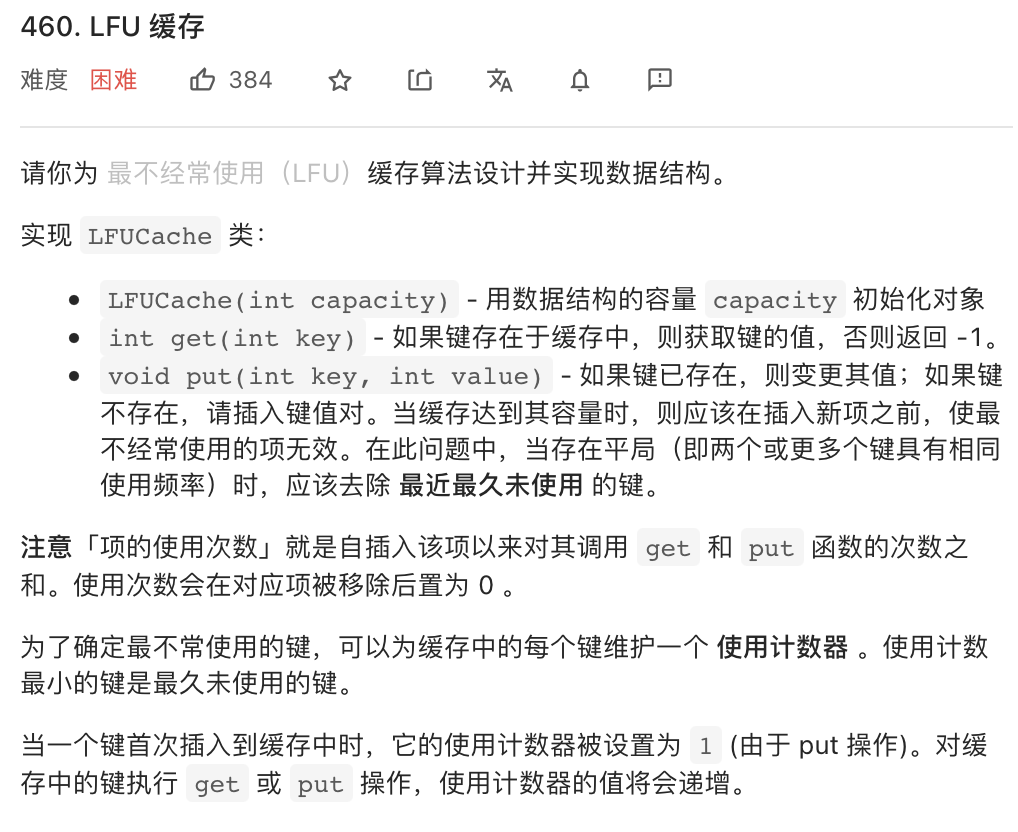 460. LFU 缓存
难度 困难 384
请你为 最不经常使用（LFU）缓存算法设计并实现数据结构。
实现 LFUCache 类：
• LFUCache(int capacity) - 用数据结构的容量 capacity 初始化对象
• int get(int key) - 如果键存在于缓存中，则获取键的值，否则返回 -1。
• void put(int key, int value) - 如果键已存在，则变更其值；如果键
不存在，请插入键值对。当缓存达到其容量时，则应该在插入新项之前，使最
不经常使用的项无效。在此问题中，当存在平局（即两个或更多个键具有相同
使用频率）时，应该去除 最近最久未使用 的键。
注意「项的使用次数」就是自插入该项以来对其调用 get 和 put 函数的次数之
和。使用次数会在对应项被移除后置为 0 。
为了确定最不常使用的键，可以为缓存中的每个键维护一个 使用计数器 。使用计数
最小的键是最久未使用的键。
当一个键首次插入到缓存中时，它的使用计数器被设置为 1 (由于 put 操作)。对缓
存中的键执行 get 或 put 操作，使用计数器的值将会递增。